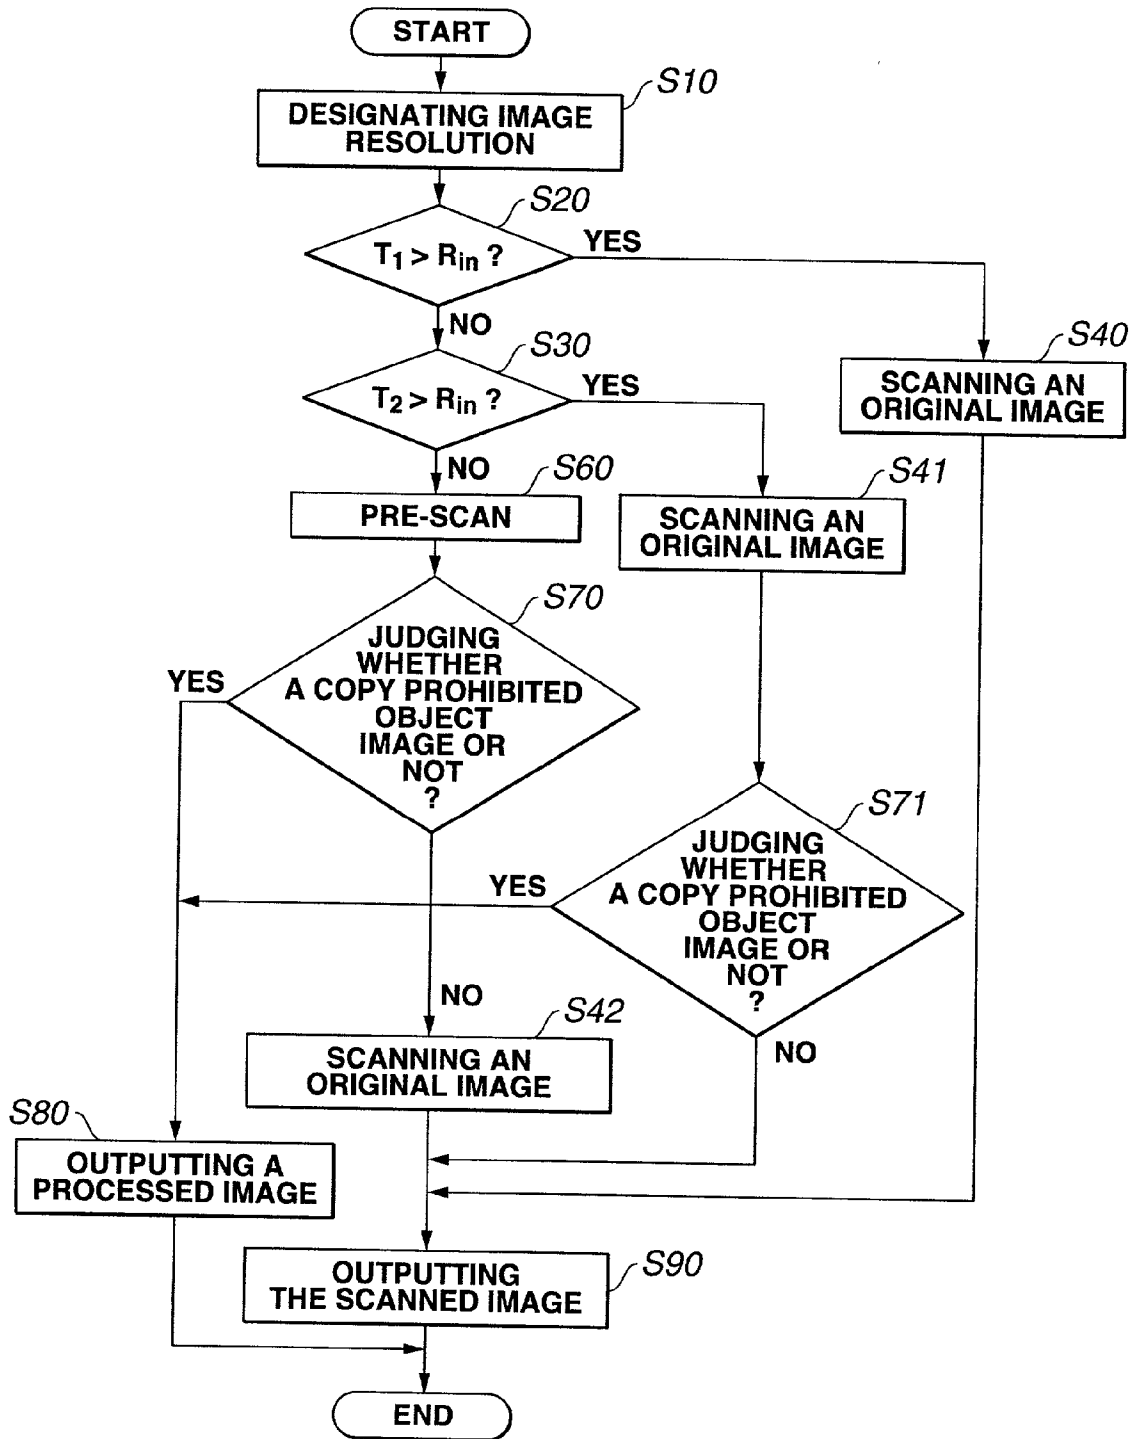 START
S10
DESIGNATING IMAGE
RESOLUTION
S20
T1 > Rin ?
YES
NO
S30
T2 > Rin ?
YES
S40
SCANNING AN
ORIGINAL IMAGE
NO
S60
PRE-SCAN
S41
SCANNING AN
ORIGINAL IMAGE
S70
JUDGING
WHETHER
A COPY PROHIBITED
OBJECT
IMAGE OR
NOT
?
YES
S71
JUDGING
WHETHER
A COPY PROHIBITED
OBJECT
IMAGE OR
NOT
?
YES
NO
S42
SCANNING AN
ORIGINAL IMAGE
NO
S80
OUTPUTTING A
PROCESSED IMAGE
S90
OUTPUTTING
THE SCANNED IMAGE
END